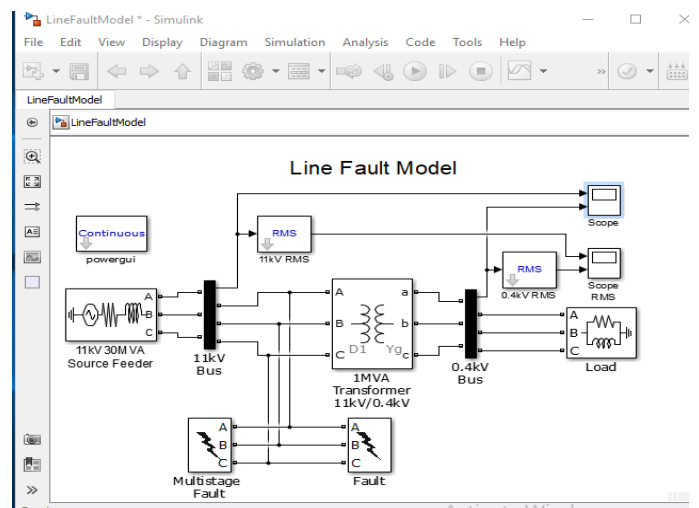 LineFaultModel * - Simulink
File Edit View Display Diagram Simulation Analysis Code Tools Help
LineFaultModel
LineFaultModel
Line Fault Model
Continuous
powergui
RMS
11kV RMS
Scope
RMS
0.4kV RMS
Scope
RMS
A
B
C
11kV 30MVA
Source Feeder
11kV
Bus
A a
B b
C c
D1 Yg
1MVA
Transformer
11kV/0.4kV
0.4kV
Bus
A
B
C
Load
A
B
C
Multistage
Fault
A
B
C
Fault